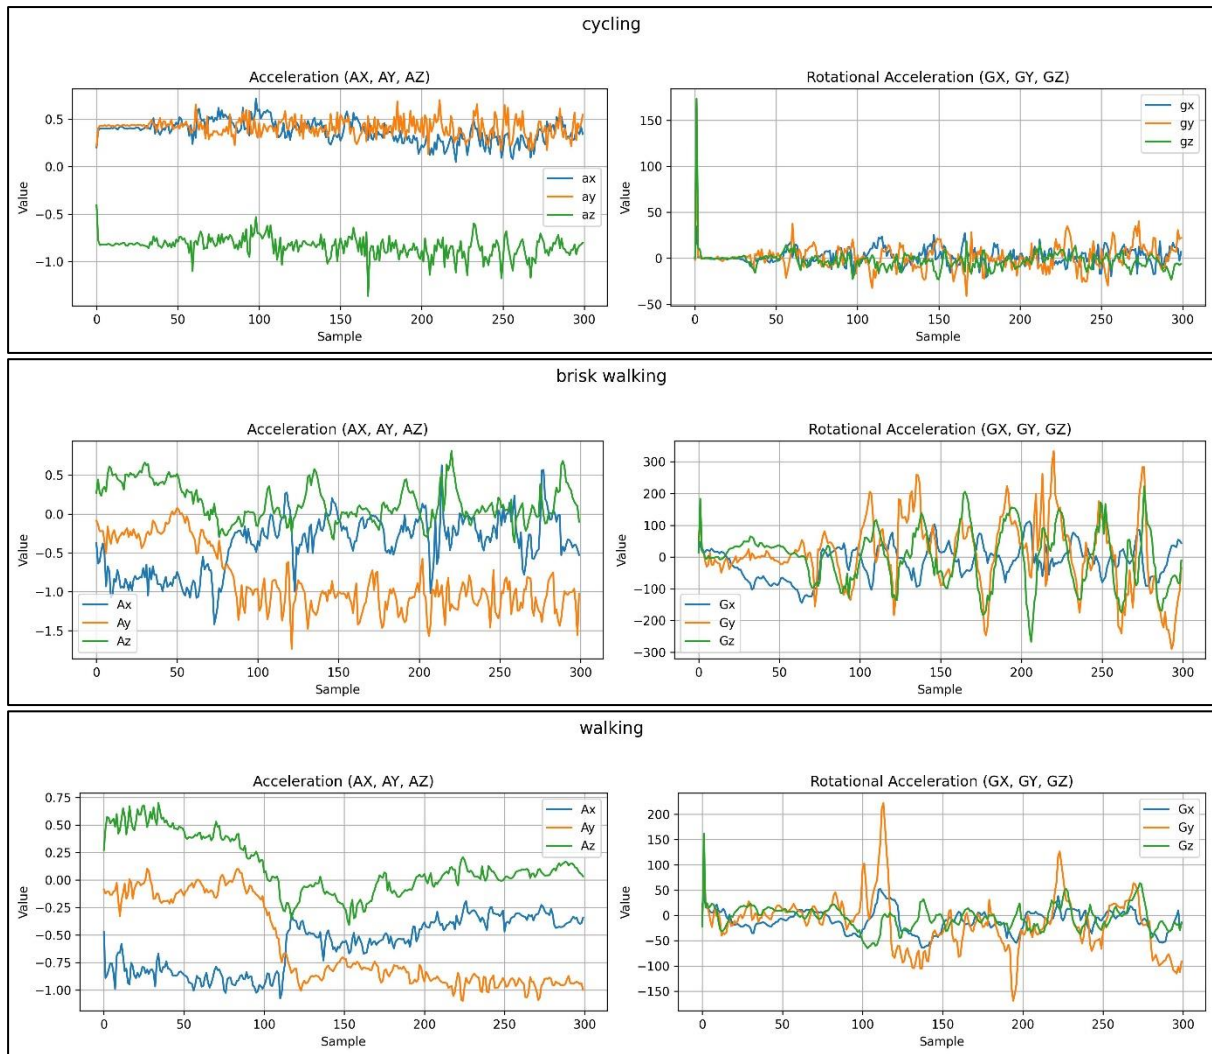 cycling
Acceleration (AX, AY, AZ)
0.5
0.0
−0.5
−1.0
Value
ax
ay
az
0 50 100 150 200 250 300
Sample
Rotational Acceleration (GX, GY, GZ)
150
100
50
0
−50
Value
gx
gy
gz
0 50 100 150 200 250 300
Sample
brisk walking
Acceleration (AX, AY, AZ)
0.5
0.0
−0.5
−1.0
−1.5
Value
Ax
Ay
Az
0 50 100 150 200 250 300
Sample
Rotational Acceleration (GX, GY, GZ)
300
200
100
0
−100
−200
−300
Value
Gx
Gy
Gz
0 50 100 150 200 250 300
Sample
walking
Acceleration (AX, AY, AZ)
0.75
0.50
0.25
0.00
−0.25
−0.50
−0.75
−1.00
Value
Ax
Ay
Az
0 50 100 150 200 250 300
Sample
Rotational Acceleration (GX, GY, GZ)
200
150
100
50
0
−50
−100
−150
Value
Gx
Gy
Gz
0 50 100 150 200 250 300
Sample